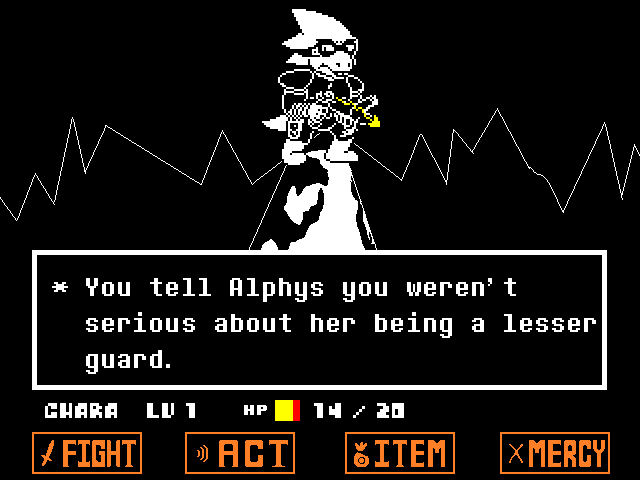 * You tell Alphys you weren't
serious about her being a lesser
guard.
CHARA LV 1 HP 14 / 20
FIGHT ACT ITEM MERCY